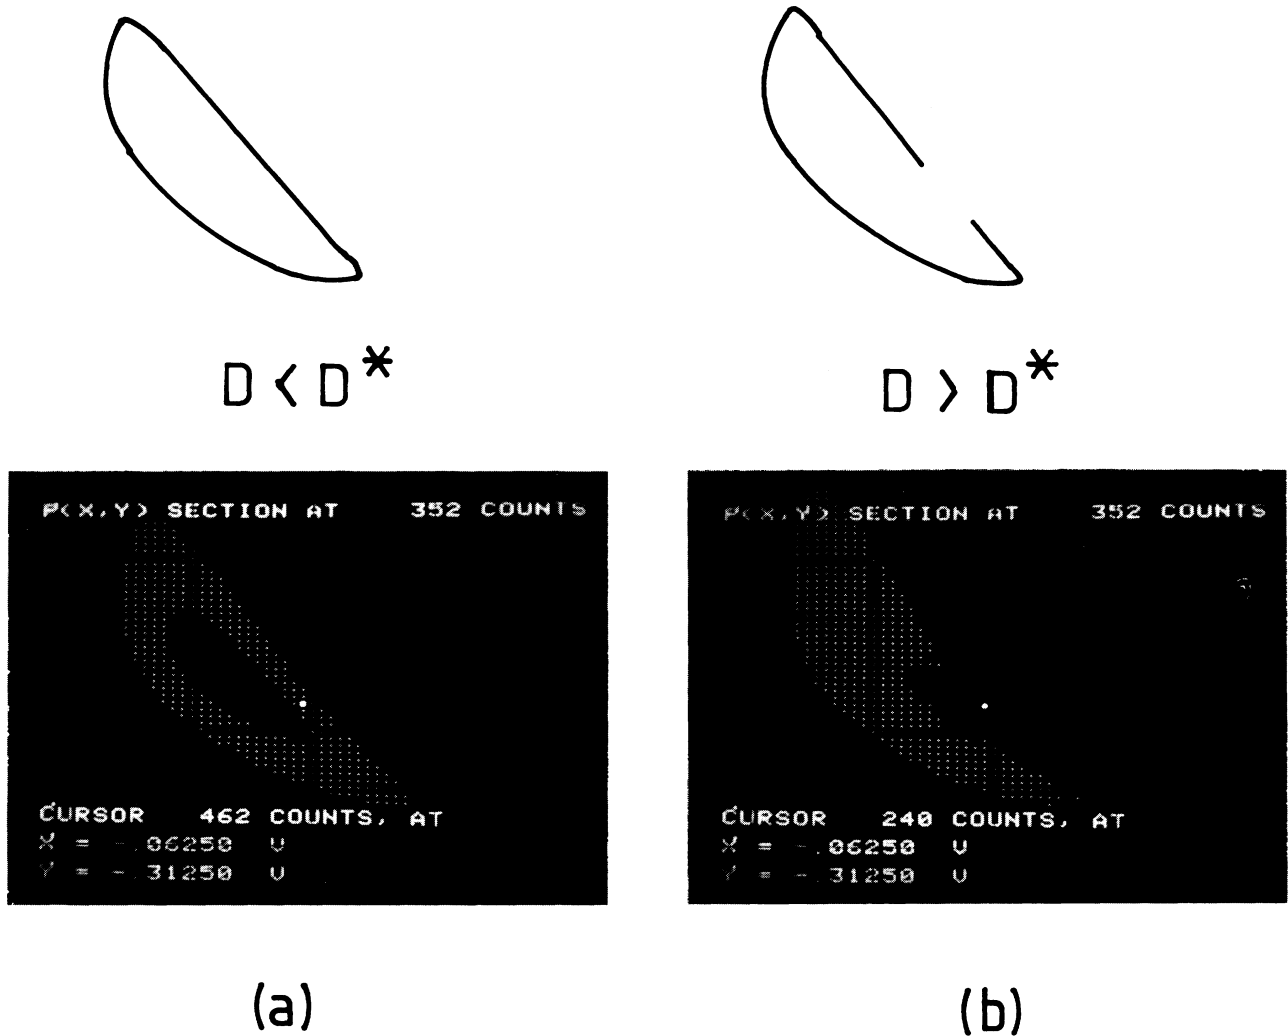 D < D*
D > D*
P(X,Y) SECTION AT 352 COUNTS
CURSOR 462 COUNTS, AT
X = -.06250 V
Y = -.31250 V
P(X,Y) SECTION AT 352 COUNTS
CURSOR 240 COUNTS, AT
X = -.06250 V
Y = -.31250 V
(a)
(b)